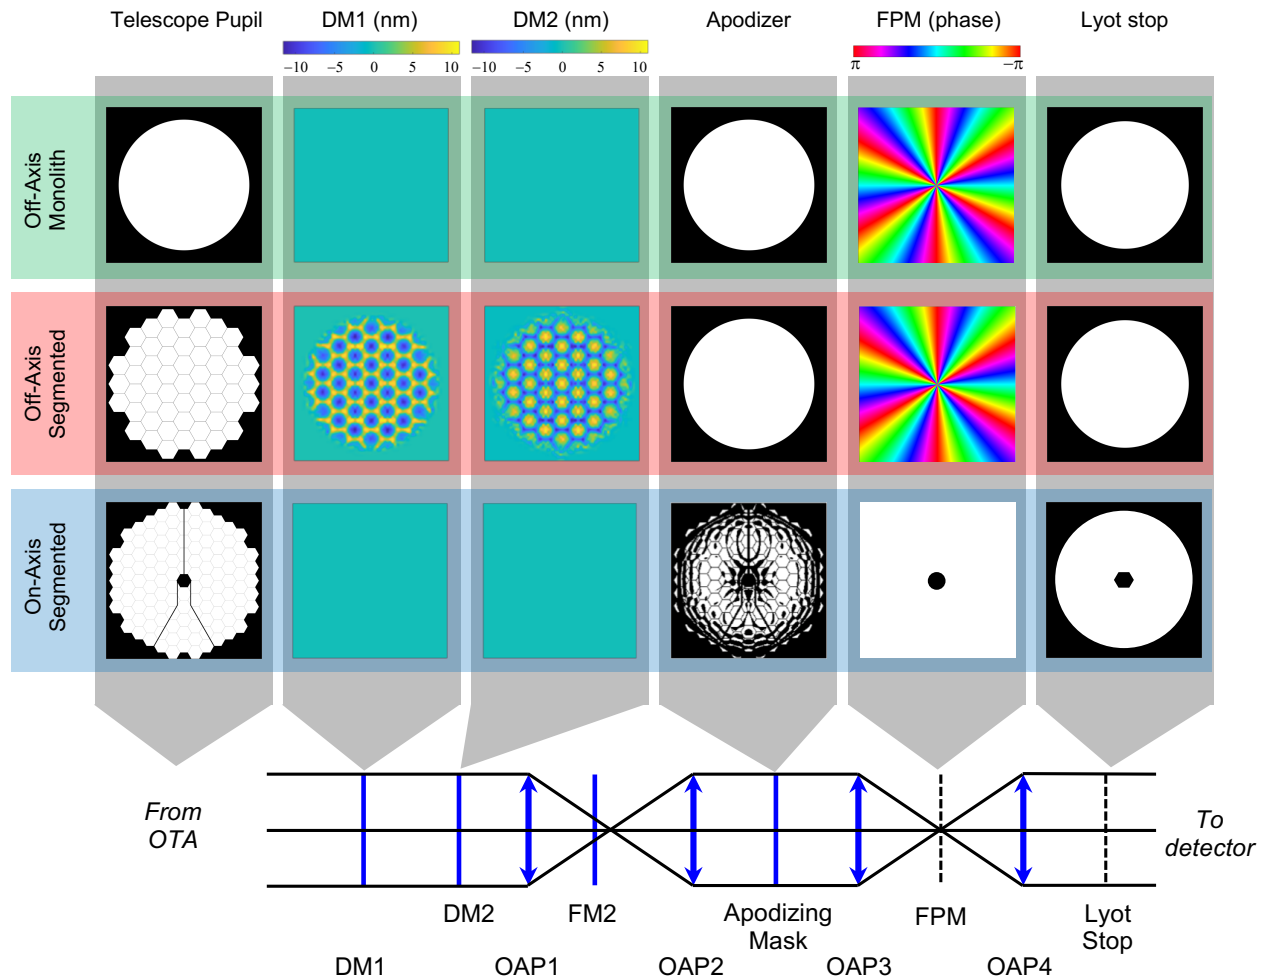 Telescope Pupil
DM1 (nm)
DM2 (nm)
Apodizer
FPM (phase)
Lyot stop
−10 −5 0 5 10
−10 −5 0 5 10
π −π
Off-Axis
Monolith
Off-Axis
Segmented
On-Axis
Segmented
From
OTA
To
detector
DM2
FM2
Apodizing
Mask
FPM
Lyot
Stop
DM1
OAP1
OAP2
OAP3
OAP4